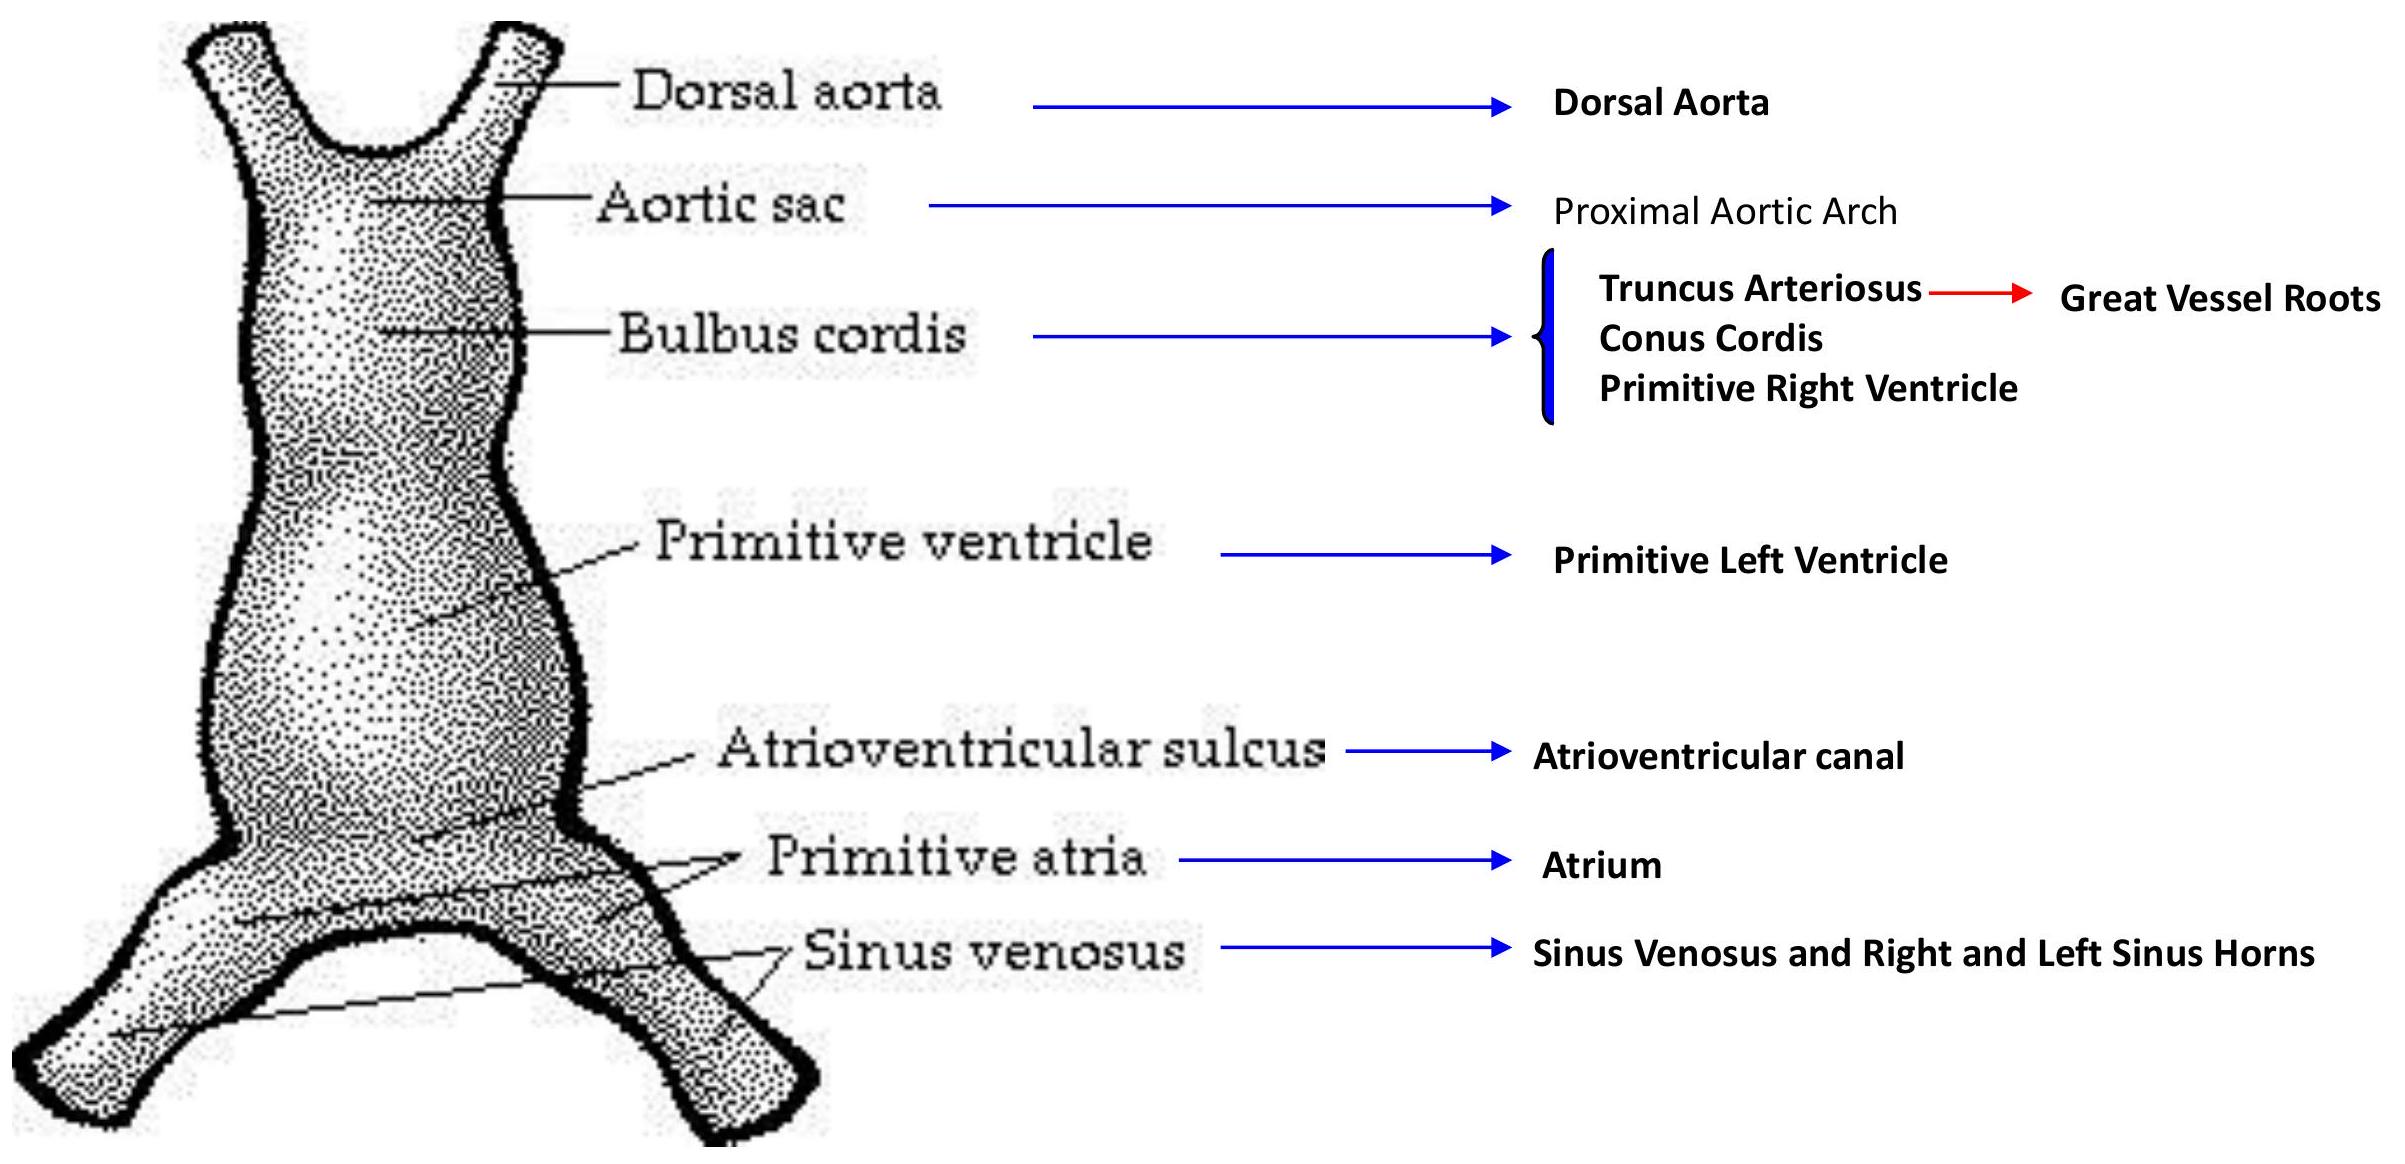 Dorsal aorta
Dorsal Aorta
Aortic sac
Proximal Aortic Arch
Bulbus cordis
Truncus Arteriosus
Great Vessel Roots
Conus Cordis
Primitive Right Ventricle
Primitive ventricle
Primitive Left Ventricle
Atrioventricular sulcus
Atrioventricular canal
Primitive atria
Atrium
Sinus venosus
Sinus Venosus and Right and Left Sinus Horns